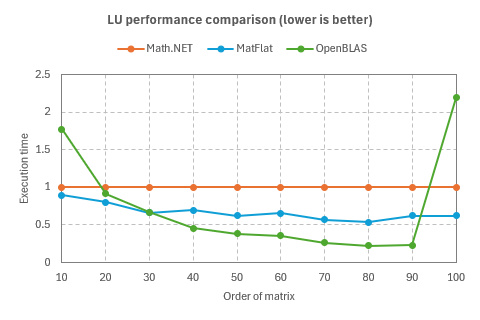 LU performance comparison (lower is better)
Math.NET MatFlat OpenBLAS
2.5
2
1.5
1
0.5
0
Execution time
10 20 30 40 50 60 70 80 90 100
Order of matrix